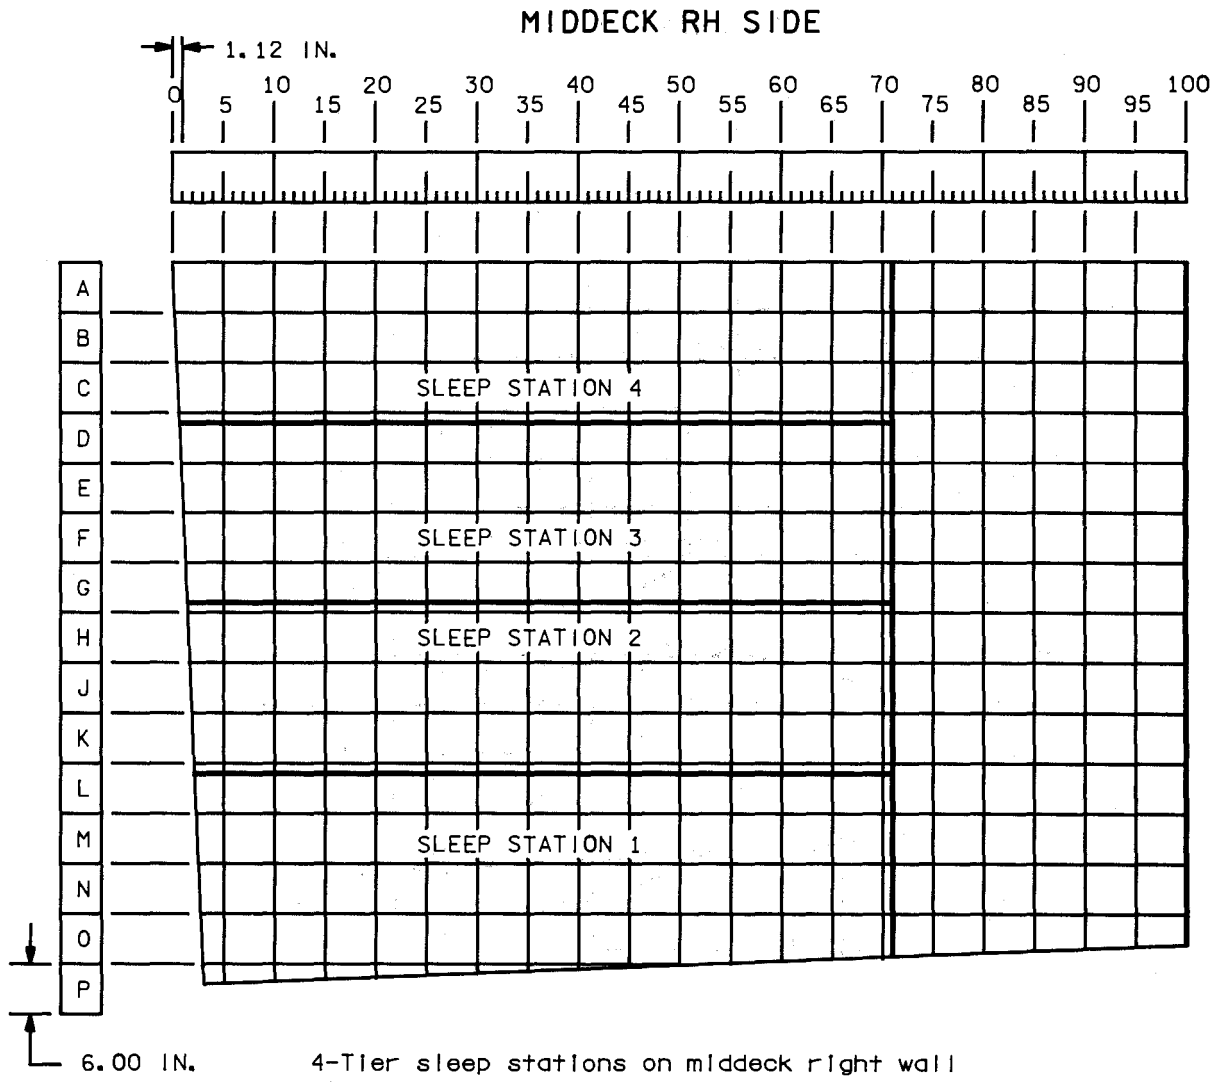 MIDDECK RH SIDE
1.12 IN.
0 10 20 30 40 50 60 70 80 90 100
5 15 25 35 45 55 65 75 85 95
A
B
C SLEEP STATION 4
D
E
F SLEEP STATION 3
G
H SLEEP STATION 2
J
K
L
M SLEEP STATION 1
N
O
P
6.00 IN.
4-Tier sleep stations on middeck right wall